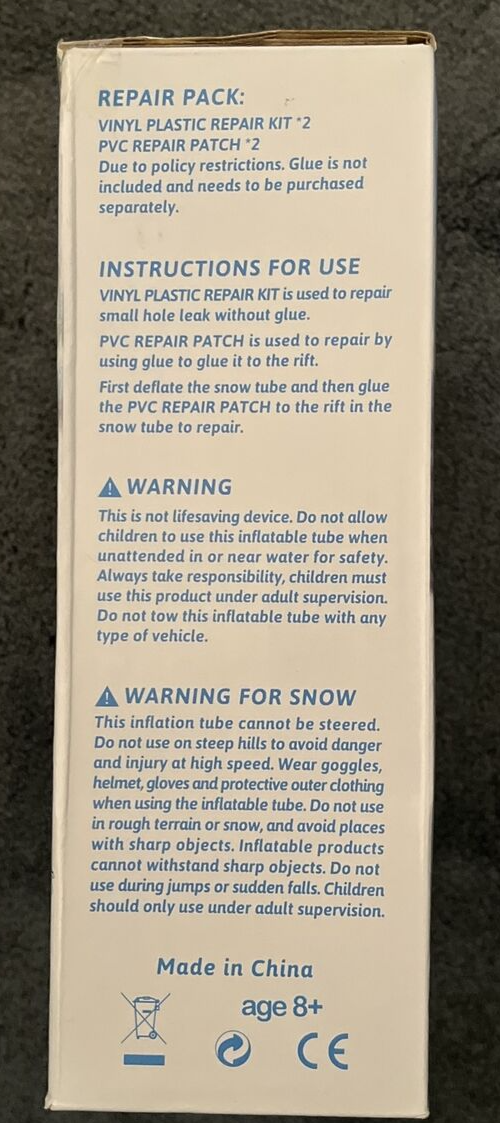 REPAIR PACK:
VINYL PLASTIC REPAIR KIT *2
PVC REPAIR PATCH *2
Due to policy restrictions. Glue is not
included and needs to be purchased
separately.
INSTRUCTIONS FOR USE
VINYL PLASTIC REPAIR KIT is used to repair
small hole leak without glue.
PVC REPAIR PATCH is used to repair by
using glue to glue it to the rift.
First deflate the snow tube and then glue
the PVC REPAIR PATCH to the rift in the
snow tube to repair.
WARNING
This is not lifesaving device. Do not allow
children to use this inflatable tube when
unattended in or near water for safety.
Always take responsibility, children must
use this product under adult supervision.
Do not tow this inflatable tube with any
type of vehicle.
WARNING FOR SNOW
This inflation tube cannot be steered.
Do not use on steep hills to avoid danger
and injury at high speed. Wear goggles,
helmet, gloves and protective outer clothing
when using the inflatable tube. Do not use
in rough terrain or snow, and avoid places
with sharp objects. Inflatable products
cannot withstand sharp objects. Do not
use during jumps or sudden falls. Children
should only use under adult supervision.
Made in China
age 8+
CE